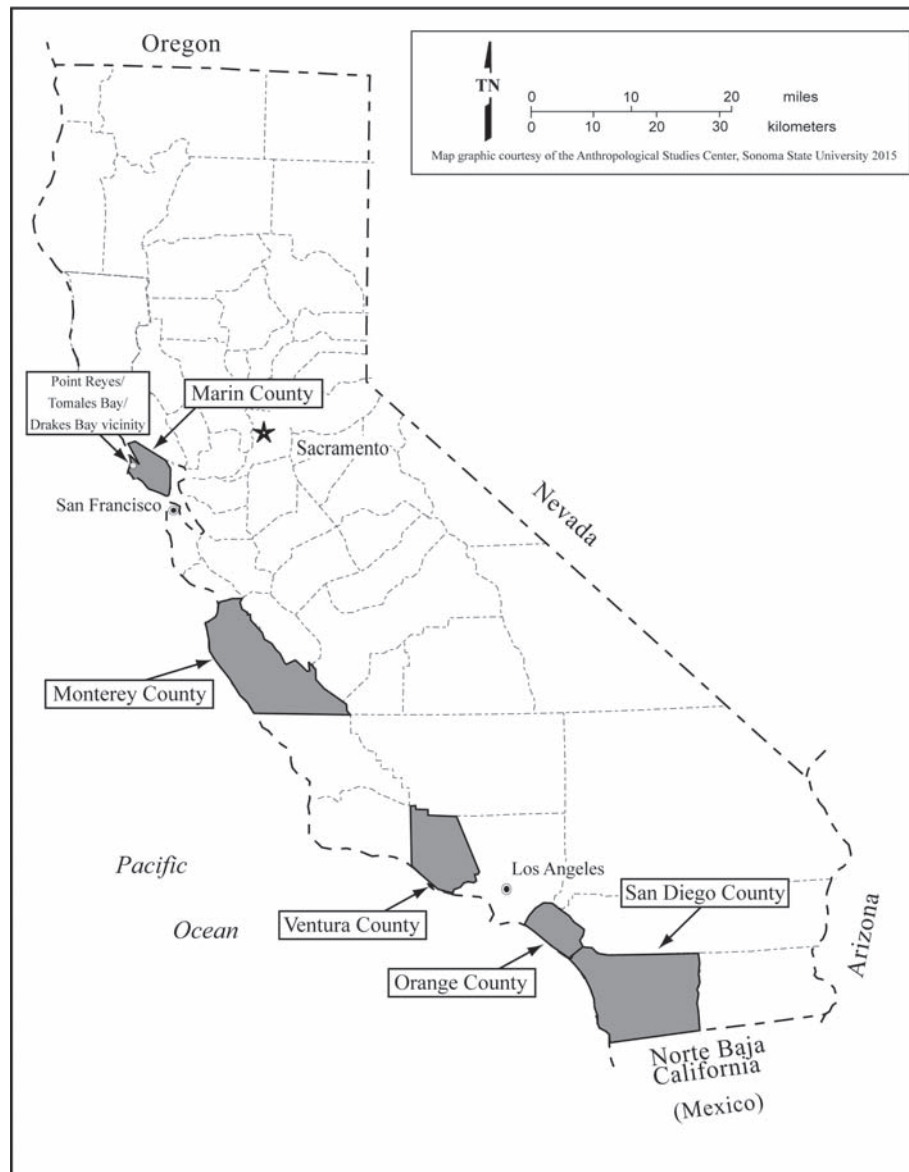 Oregon
TN
0 10 20 miles
0 10 20 30 kilometers
Map graphic courtesy of the Anthropological Studies Center, Sonoma State University 2015
Point Reyes/
Tomales Bay/
Drakes Bay vicinity
Marin County
Sacramento
San Francisco
Nevada
Monterey County
Pacific
Ocean
Los Angeles
Ventura County
San Diego County
Orange County
Arizona
Norte Baja
California
(Mexico)